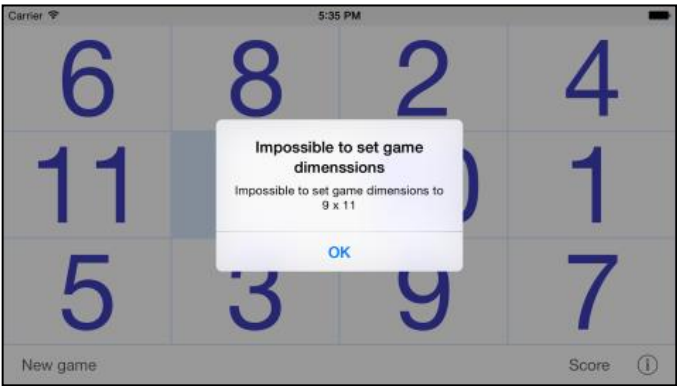 Carrier 5:35 PM
6 8 2 4
Impossible to set game
dimenssions
Impossible to set game dimensions to
9 x 11
11 0 1
OK
5 3 9 7
New game Score